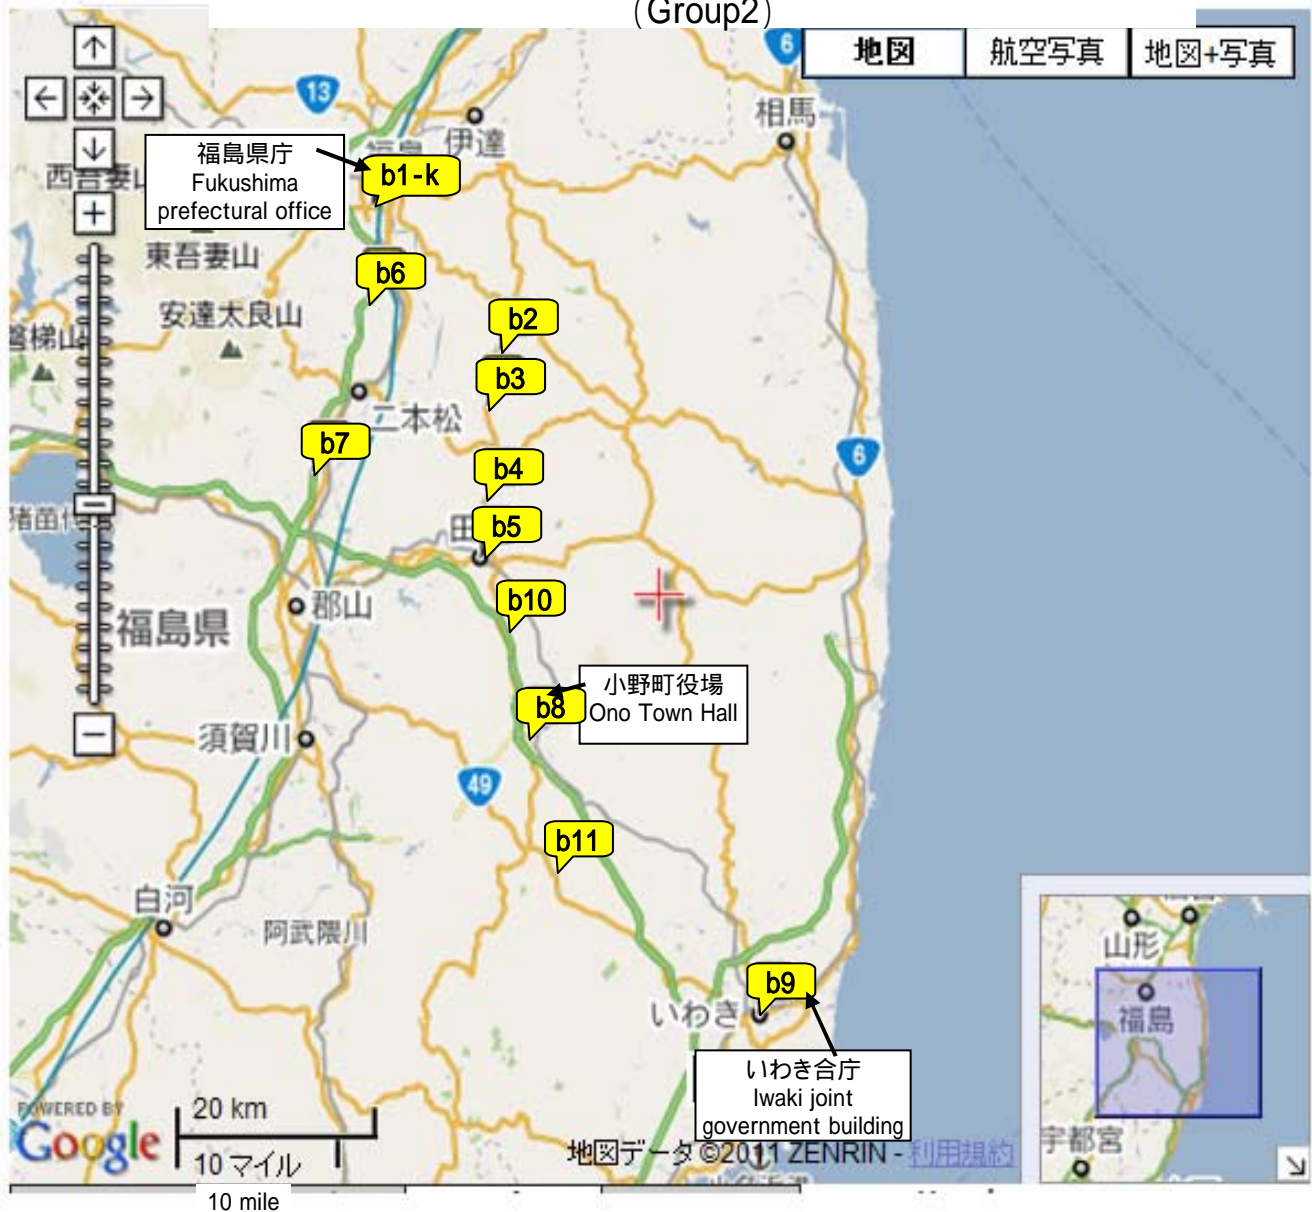 (Group2)
6
地図
航空写真
地図+写真
13
相馬
伊達
福島県庁
Fukushima
prefectural office
b1-k
東吾妻山
b6
安達太良山
b2
磐梯山
b3
二本松
b7
b4
6
b5
b10
郡山
福島県
小野町役場
Ono Town Hall
b8
須賀川
49
b11
白河
阿武隈川
山形
b9
いわき
福島
いわき合庁
Iwaki joint
government building
POWERED BY
Google
20 km
10 マイル
10 mile
地図データ ©2011 ZENRIN - 利用規約
宇都宮